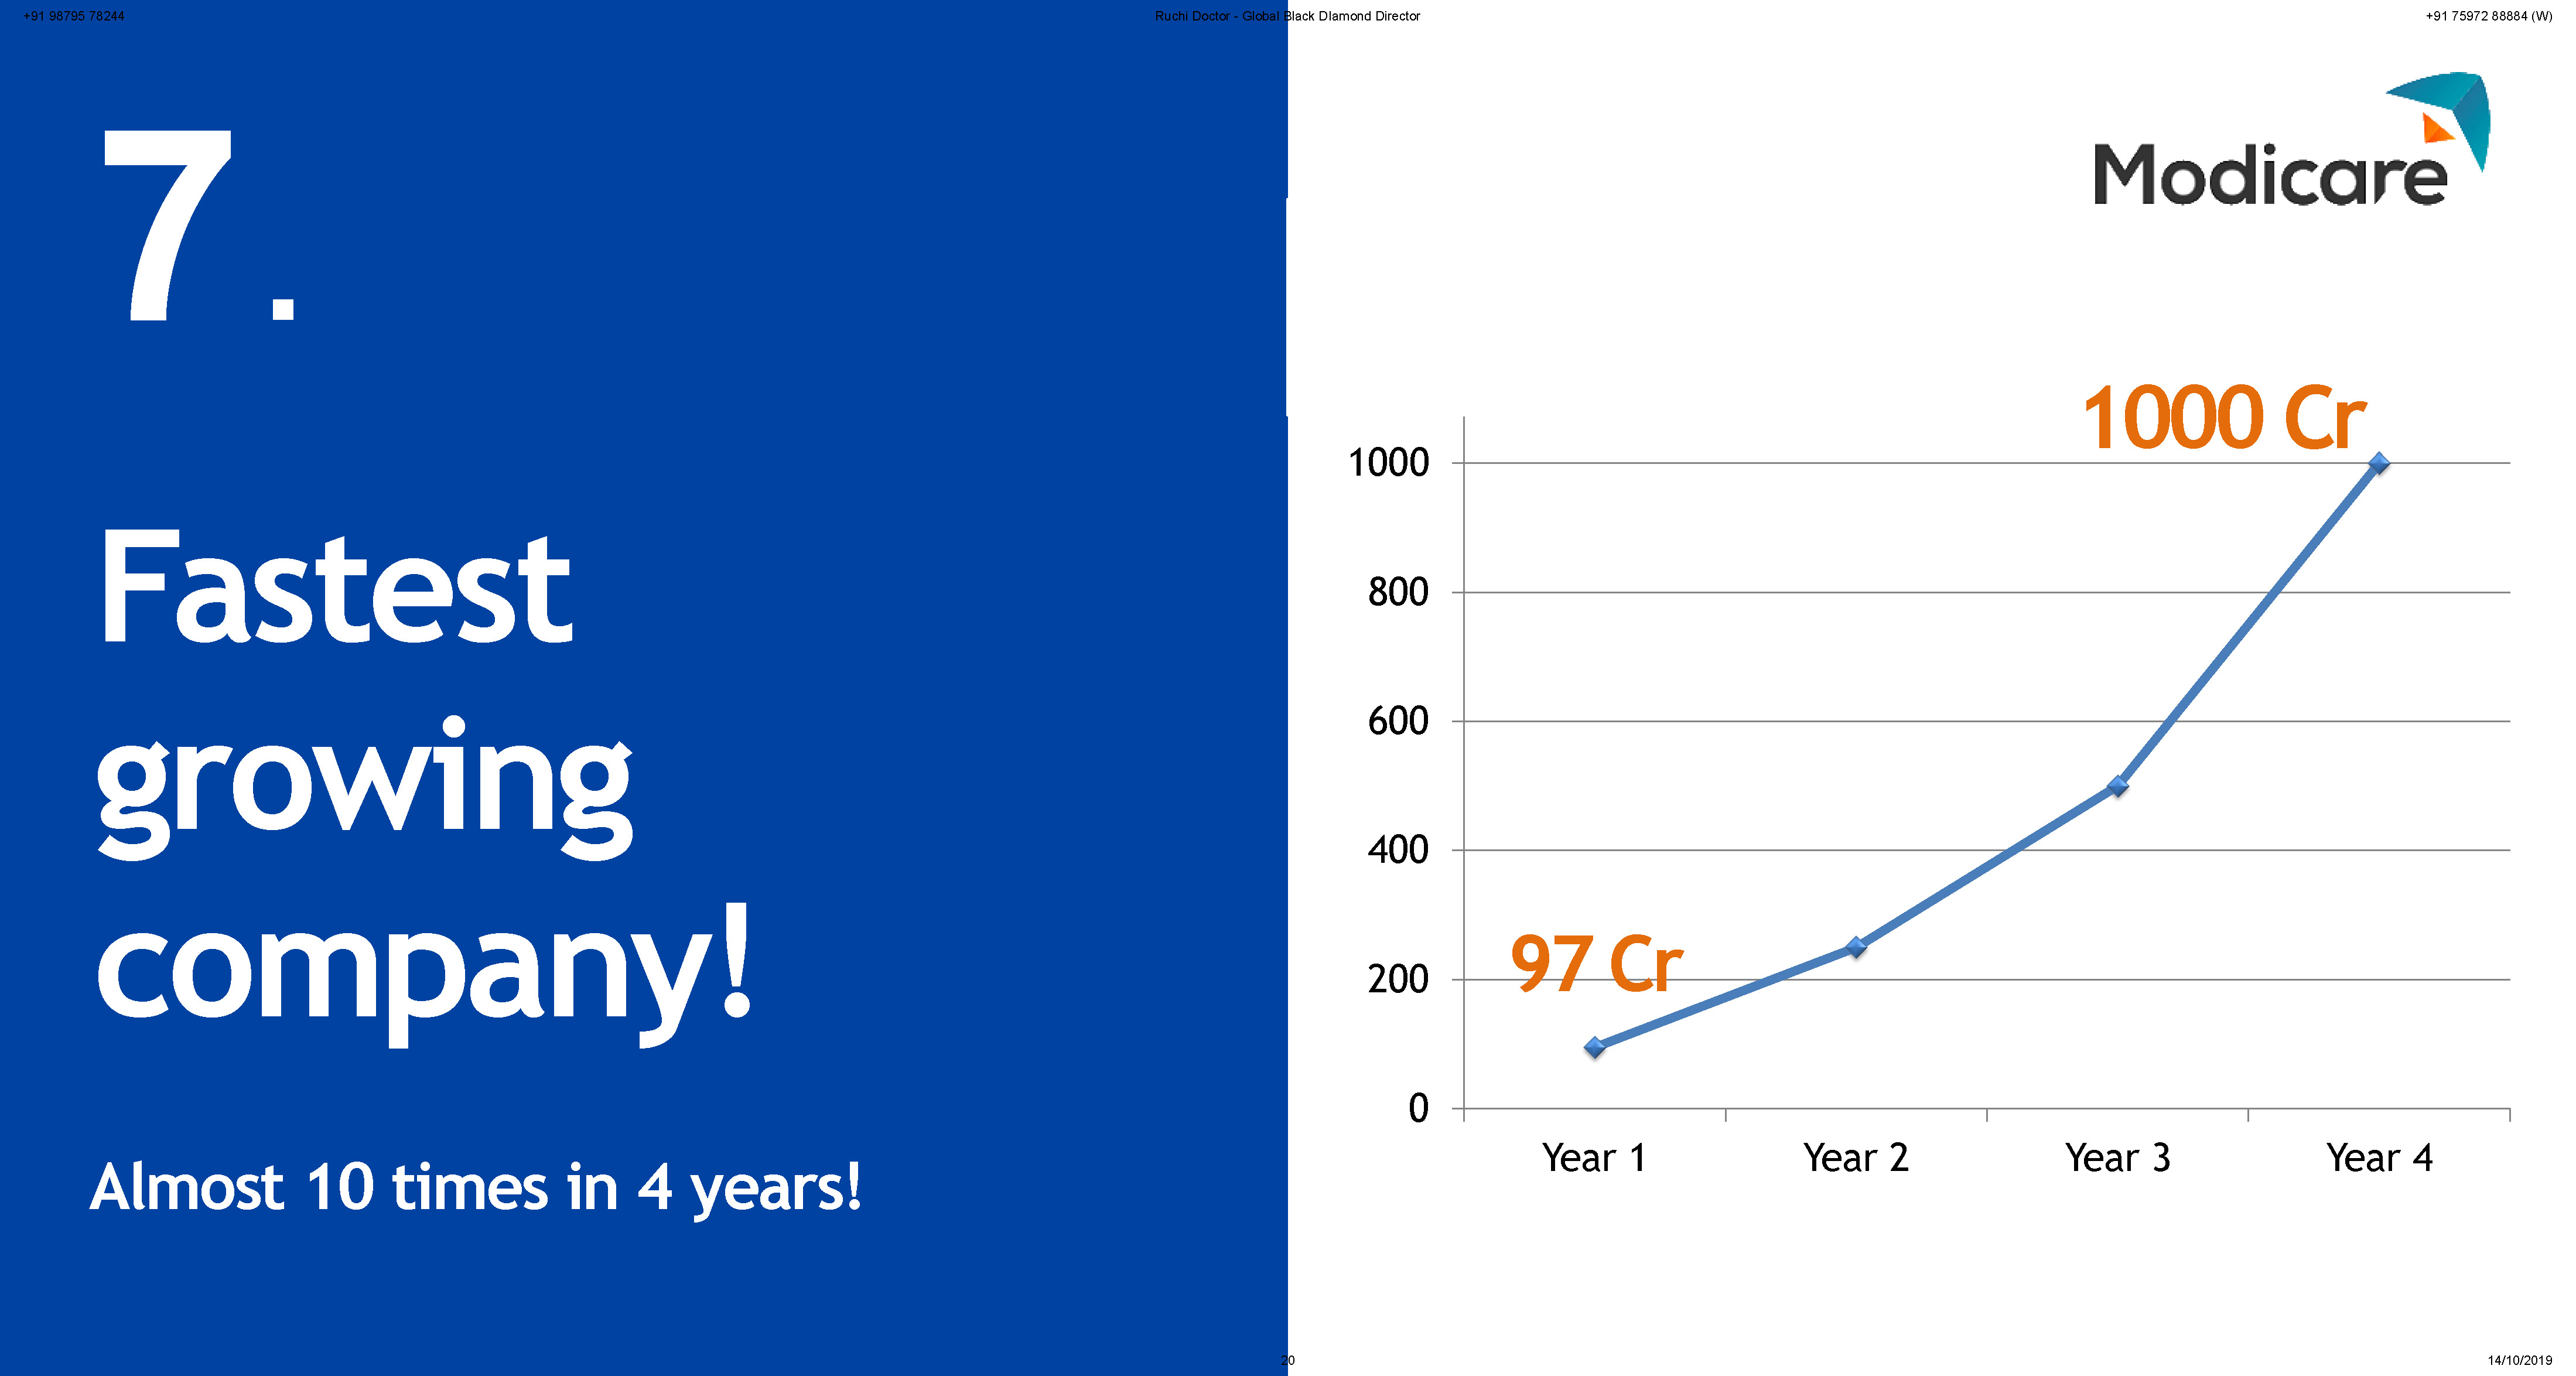 +91 98795 78244
Ruchi Doctor - Global Black DIamond Director
+91 75972 88884 (W)
7.
Fastest
growing
company!
Almost 10 times in 4 years!
Modicare
1000 Cr
1000
800
600
400
97 Cr
200
0
Year 1
Year 2
Year 3
Year 4
20
14/10/2019